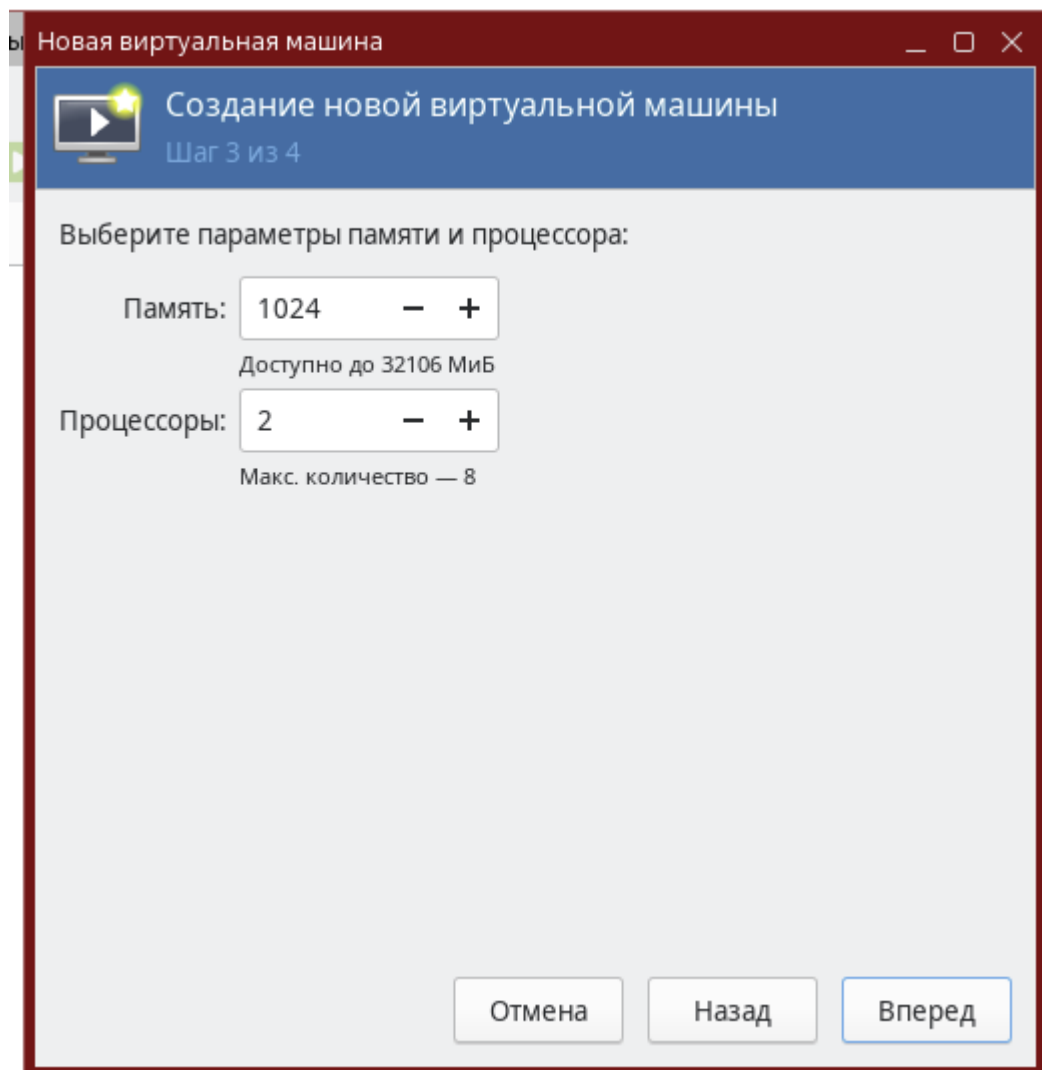 ы
Новая виртуальная машина
Создание новой виртуальной машины
Шаг 3 из 4
Выберите параметры памяти и процессора:
Память: 1024 − +
Доступно до 32106 МиБ
Процессоры: 2 − +
Макс. количество — 8
Отмена Назад Вперед